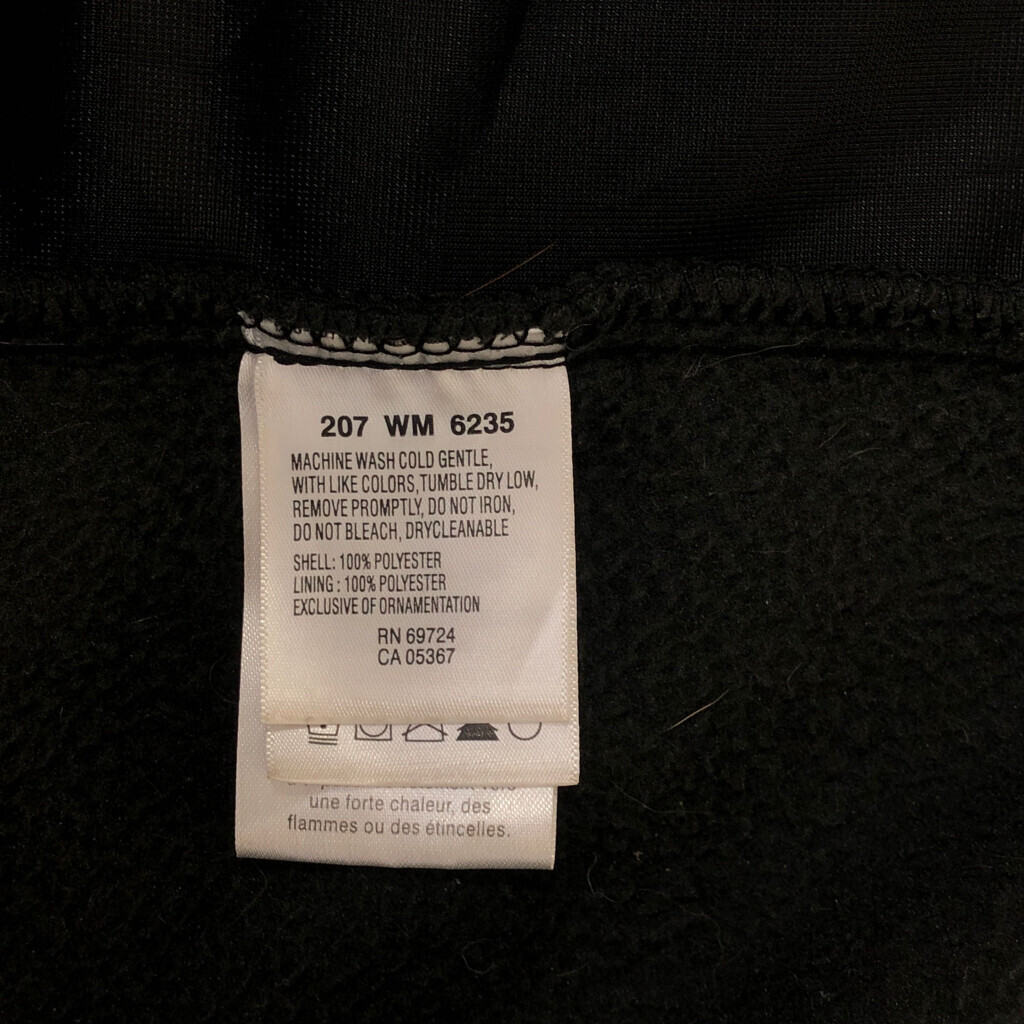 207 WM 6235
MACHINE WASH COLD GENTLE,
WITH LIKE COLORS,TUMBLE DRY LOW,
REMOVE PROMPTLY, DO NOT IRON,
DO NOT BLEACH, DRYCLEANABLE
SHELL: 100% POLYESTER
LINING : 100% POLYESTER
EXCLUSIVE OF ORNAMENTATION
RN 69724
CA 05367
une forte chaleur, des
flammes ou des étincelles.